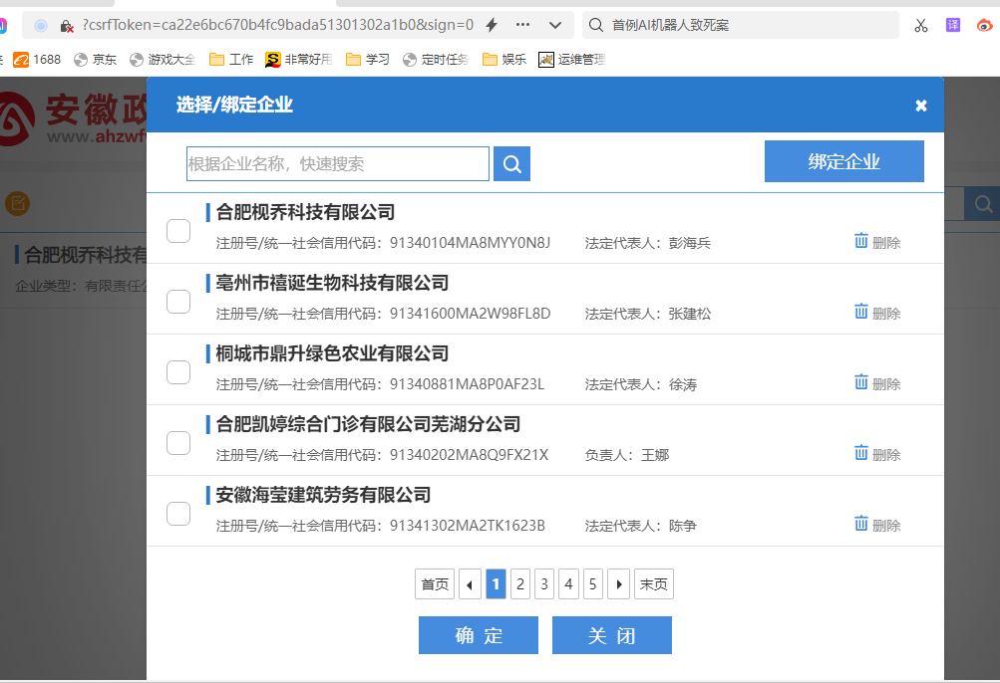 ?csrfToken=ca22e6bc670b4fc9bada51301302a1b0&sign=0
首例AI机器人致死案
译
1688 京东 游戏大全 工作 非常好用 学习 定时任务 娱乐 运维管理
安徽政
www.ahzwf
选择/绑定企业
根据企业名称，快速搜索
绑定企业
合肥枧乔科技有
企业类型：有限责任公
合肥枧乔科技有限公司
注册号/统一社会信用代码：91340104MA8MYY0N8J 法定代表人：彭海兵 删除
亳州市禧诞生物科技有限公司
注册号/统一社会信用代码：91341600MA2W98FL8D 法定代表人：张建松 删除
桐城市鼎升绿色农业有限公司
注册号/统一社会信用代码：91340881MA8P0AF23L 法定代表人：徐涛 删除
合肥凯婷综合门诊有限公司芜湖分公司
注册号/统一社会信用代码：91340202MA8Q9FX21X 负责人：王娜 删除
安徽海莹建筑劳务有限公司
注册号/统一社会信用代码：91341302MA2TK1623B 法定代表人：陈争 删除
首页 1 2 3 4 5 末页
确 定 关 闭